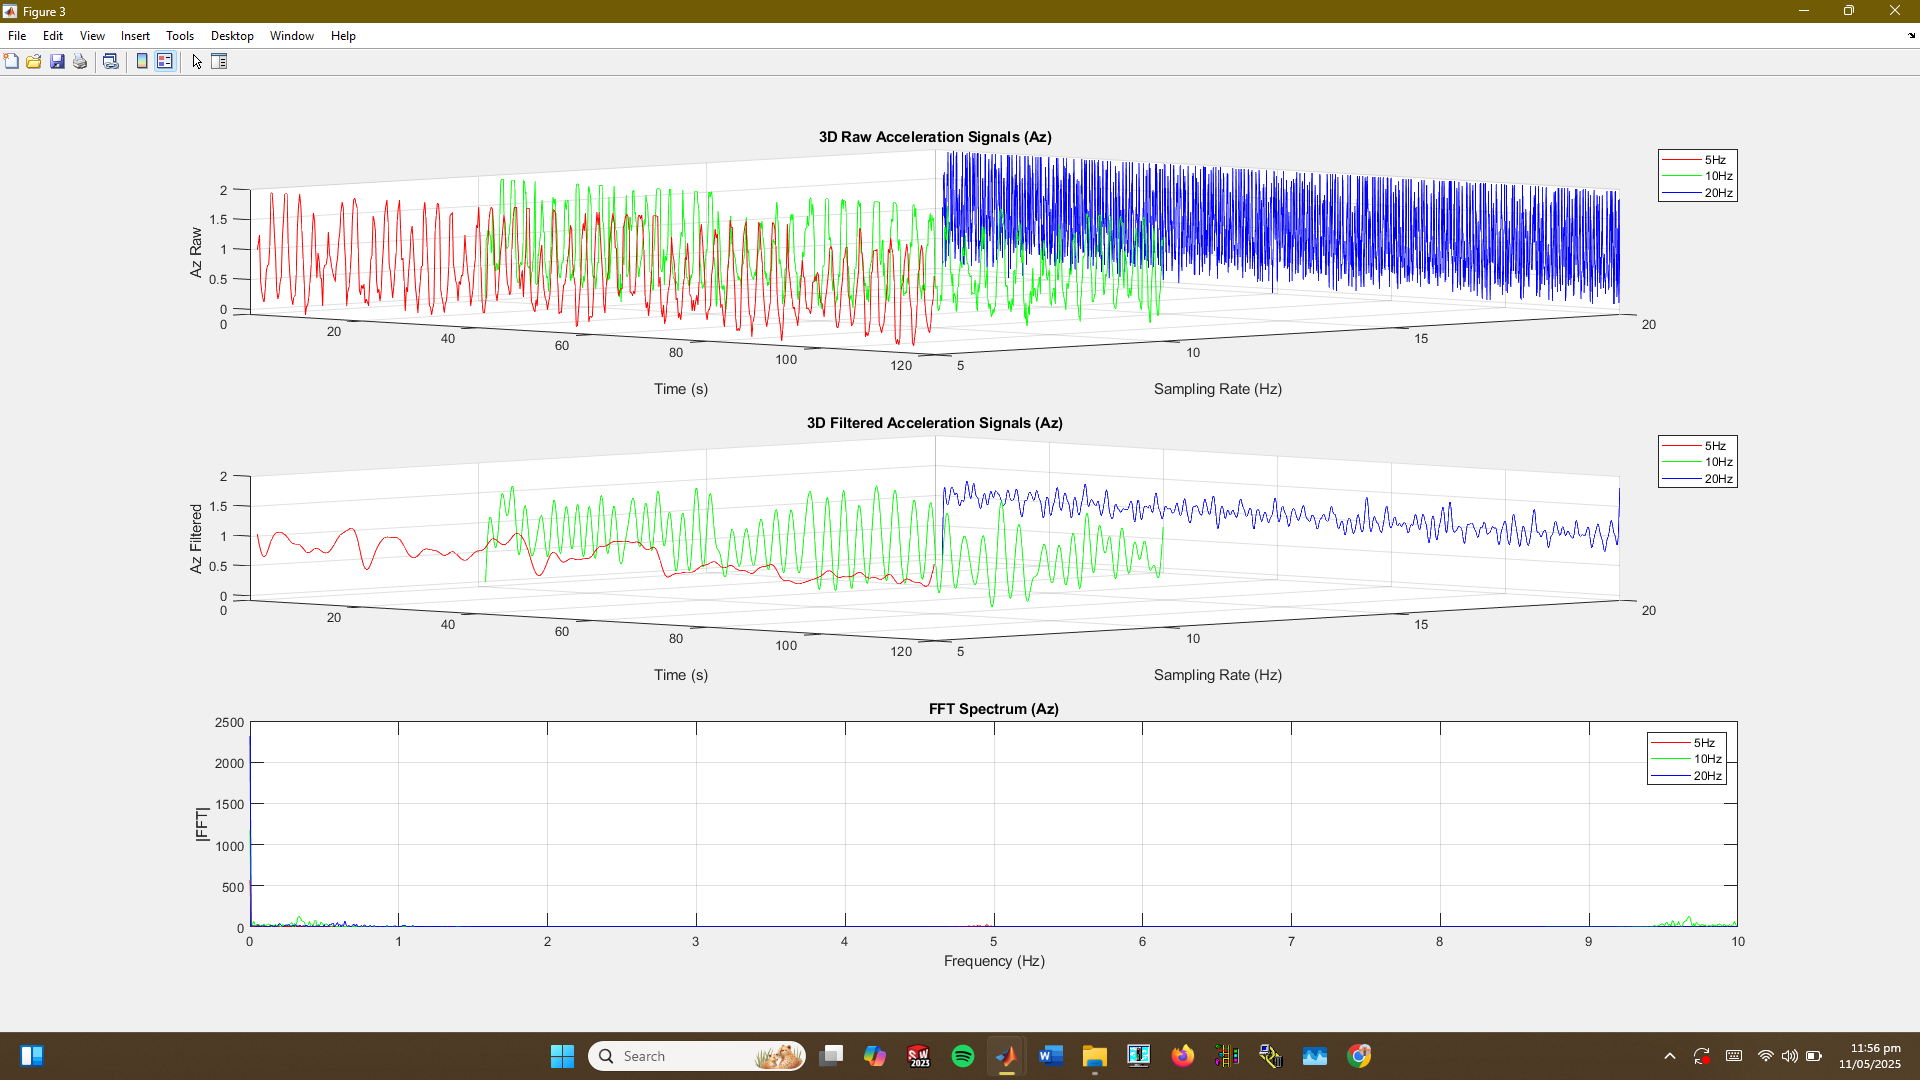 Figure 3
File Edit View Insert Tools Desktop Window Help
3D Raw Acceleration Signals (Az)
5Hz
10Hz
20Hz
Az Raw
2
1.5
1
0.5
0
0 20 40 60 80 100 120
5 10 15 20
Time (s)
Sampling Rate (Hz)
3D Filtered Acceleration Signals (Az)
5Hz
10Hz
20Hz
Az Filtered
2
1.5
1
0.5
0
0 20 40 60 80 100 120
5 10 15 20
Time (s)
Sampling Rate (Hz)
FFT Spectrum (Az)
5Hz
10Hz
20Hz
|FFT|
2500
2000
1500
1000
500
0
0 1 2 3 4 5 6 7 8 9 10
Frequency (Hz)
Search
SW
2023
W
11:56 pm
11/05/2025